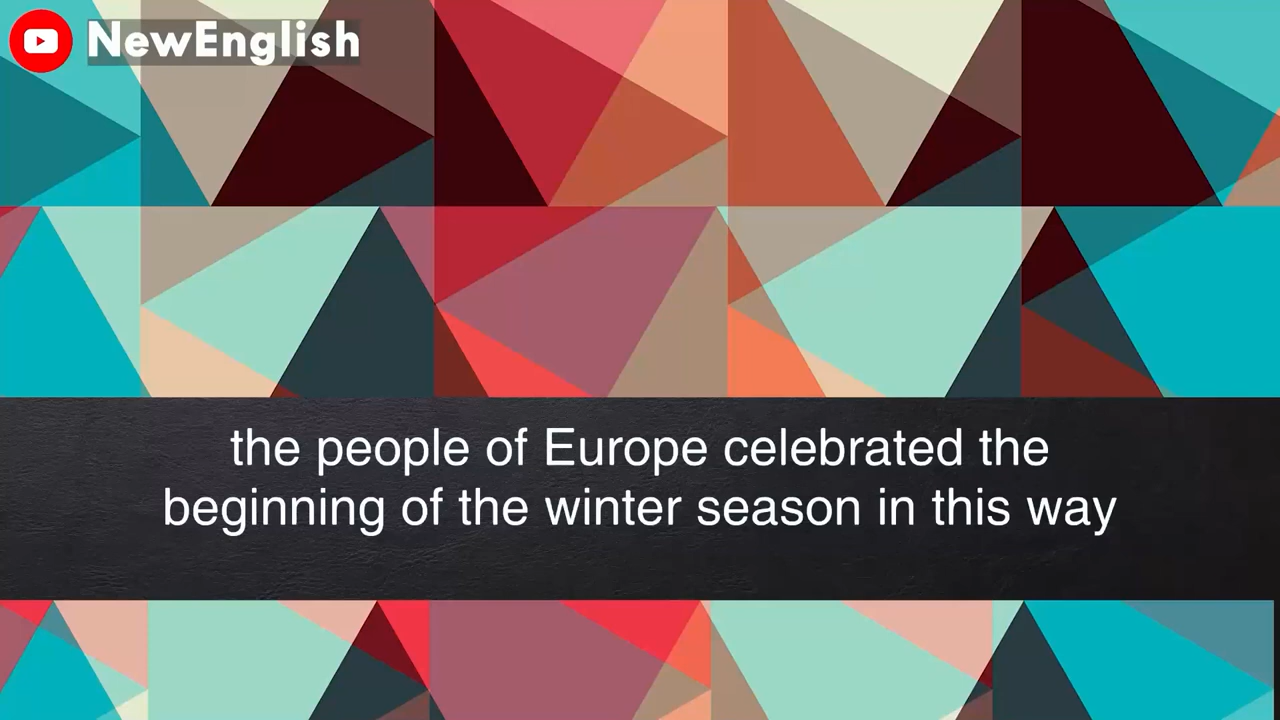 NewEnglish
the people of Europe celebrated the
beginning of the winter season in this way